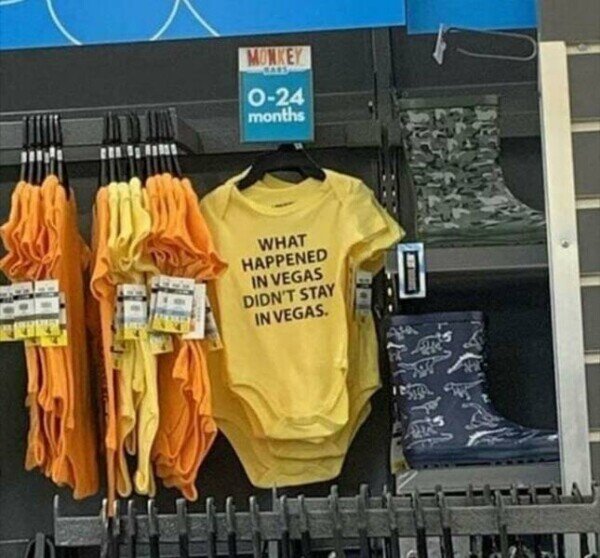 MONKEY
BARS
0-24
months
WHAT
HAPPENED
IN VEGAS
DIDN'T STAY
IN VEGAS.